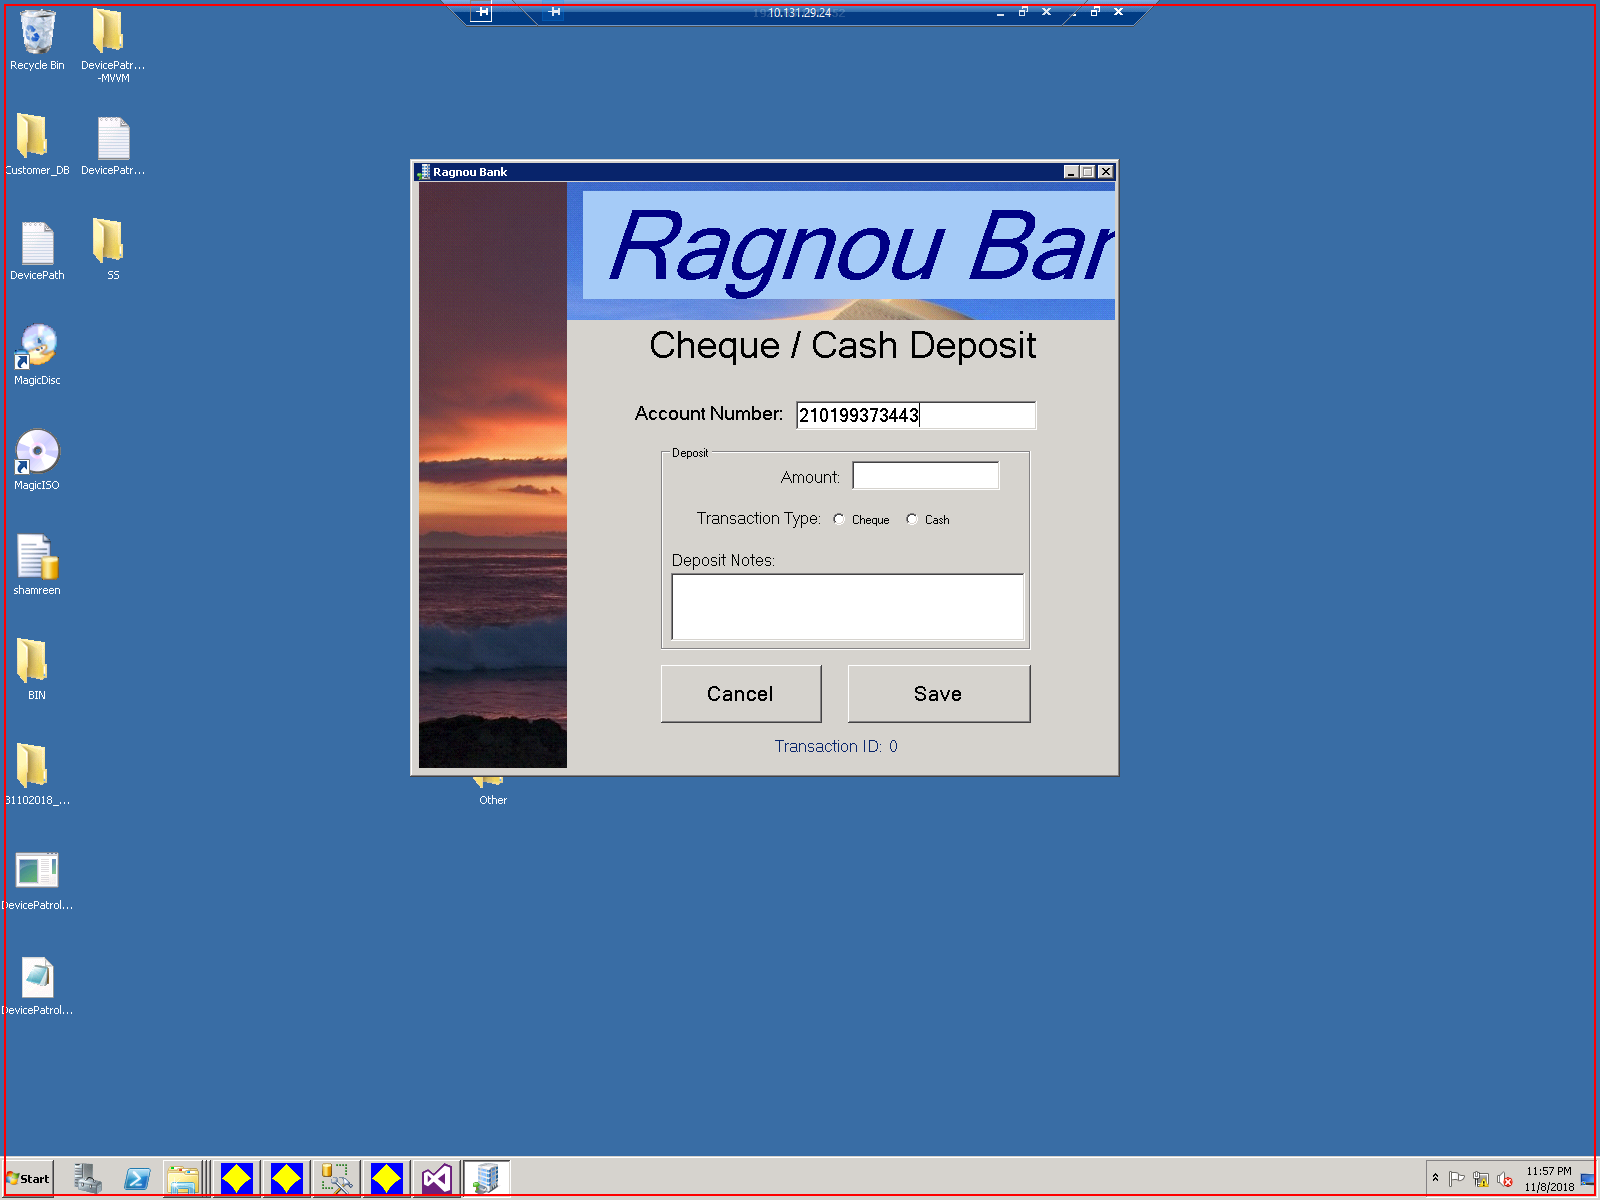 10.131.29.24
Recycle Bin
DevicePatr...
-MVVM
Customer_DB
DevicePatr...
DevicePath
SS
MagicDisc
MagicISO
shamreen
BIN
31102018_...
DevicePatrol...
DevicePatrol...
Other
Ragnou Bank
Ragnou Ban
Cheque / Cash Deposit
Account Number: 210199373443
Deposit
Amount:
Transaction Type: Cheque Cash
Deposit Notes:
Cancel Save
Transaction ID: 0
Start
11:57 PM
11/8/2018